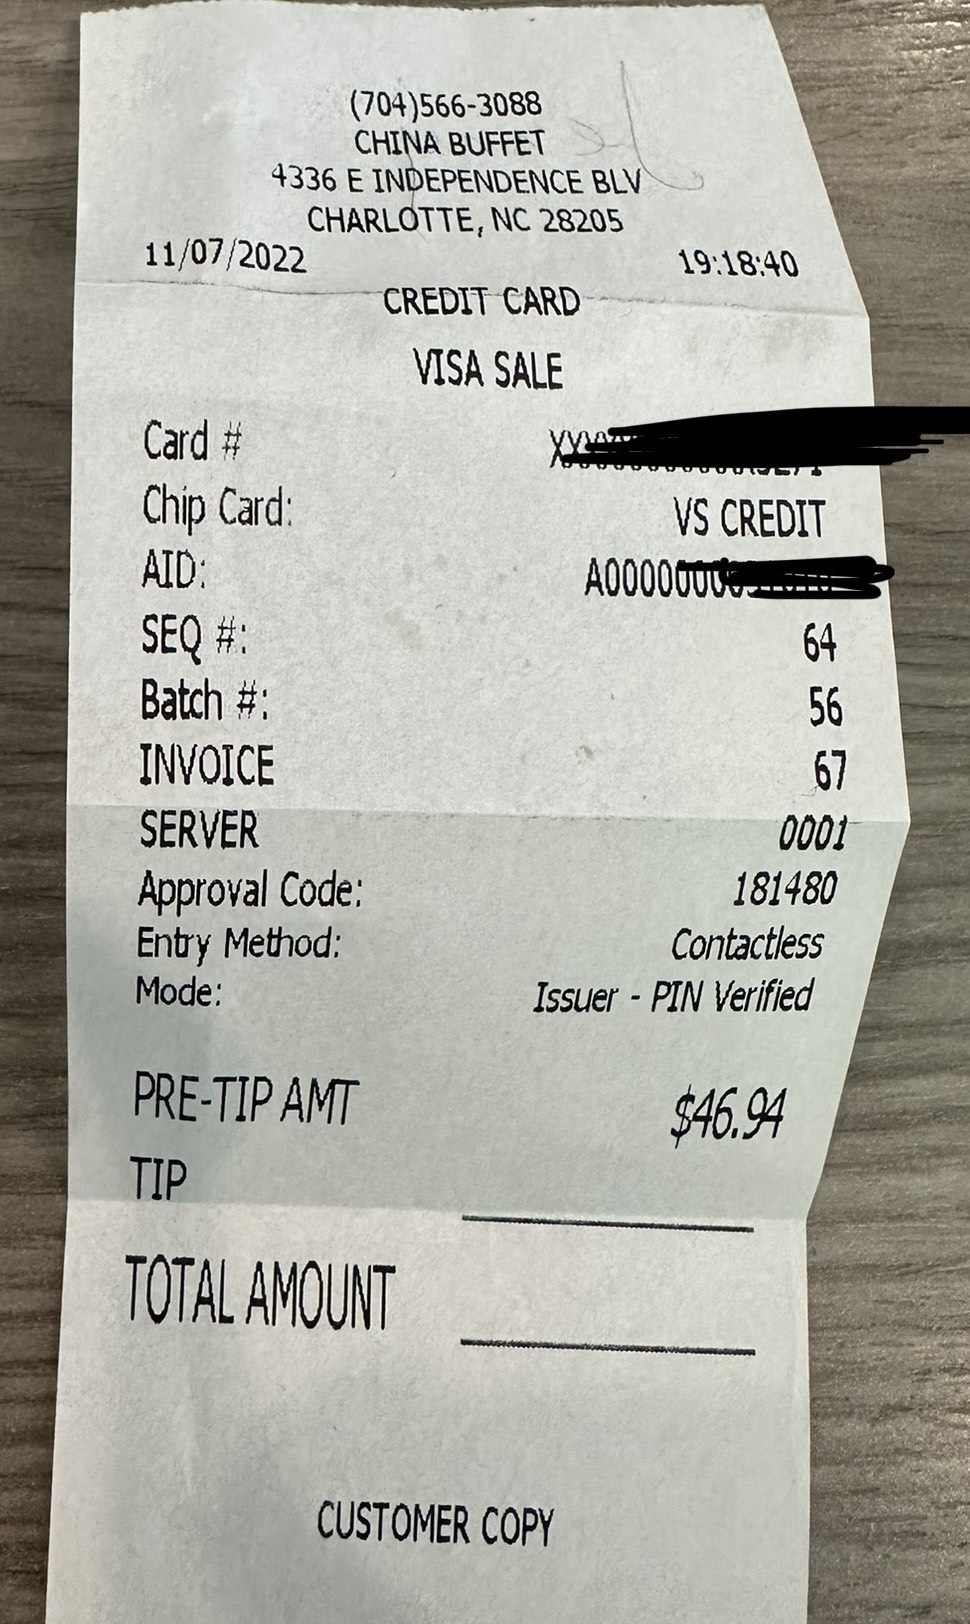 (704)566-3088
CHINA BUFFET
4336 E INDEPENDENCE BLV
CHARLOTTE, NC 28205
11/07/2022 19:18:40
CREDIT CARD
VISA SALE
Card #
Chip Card: VS CREDIT
AID:
SEQ #: 64
Batch #: 56
INVOICE 67
SERVER 0001
Approval Code: 181480
Entry Method: Contactless
Mode: Issuer - PIN Verified
PRE-TIP AMT $46.94
TIP
TOTAL AMOUNT
CUSTOMER COPY